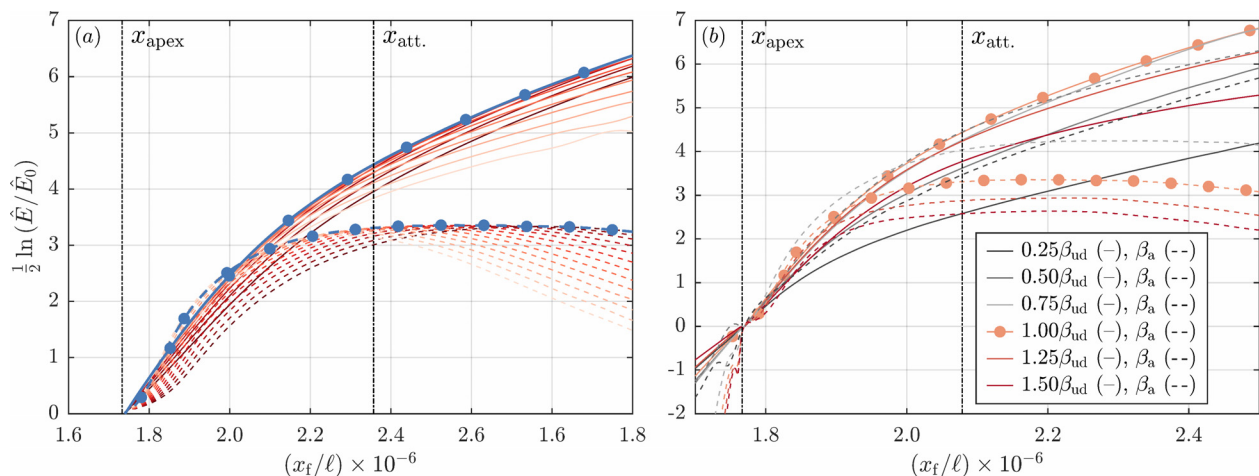 7
(a)
x_apex
x_att.
6
5
4
3
2
1
0
1.6
1.8
2.0
2.4
2.6
1.6
1.8
½ ln (Ê/Ê₀)
(x_f/ℓ) × 10⁻⁶
7
(b)
x_apex
x_att.
6
5
4
3
2
1
0
-1
-2
1.8
2.0
2.2
2.4
(x_f/ℓ) × 10⁻⁶
0.25β_ud (–), β_a (--)
0.50β_ud (–), β_a (--)
0.75β_ud (–), β_a (--)
1.00β_ud (–), β_a (--)
1.25β_ud (–), β_a (--)
1.50β_ud (–), β_a (--)